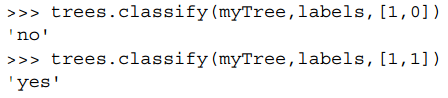 >>> trees.classify(myTree,labels,[1,0])
'no'
>>> trees.classify(myTree,labels,[1,1])
'yes'